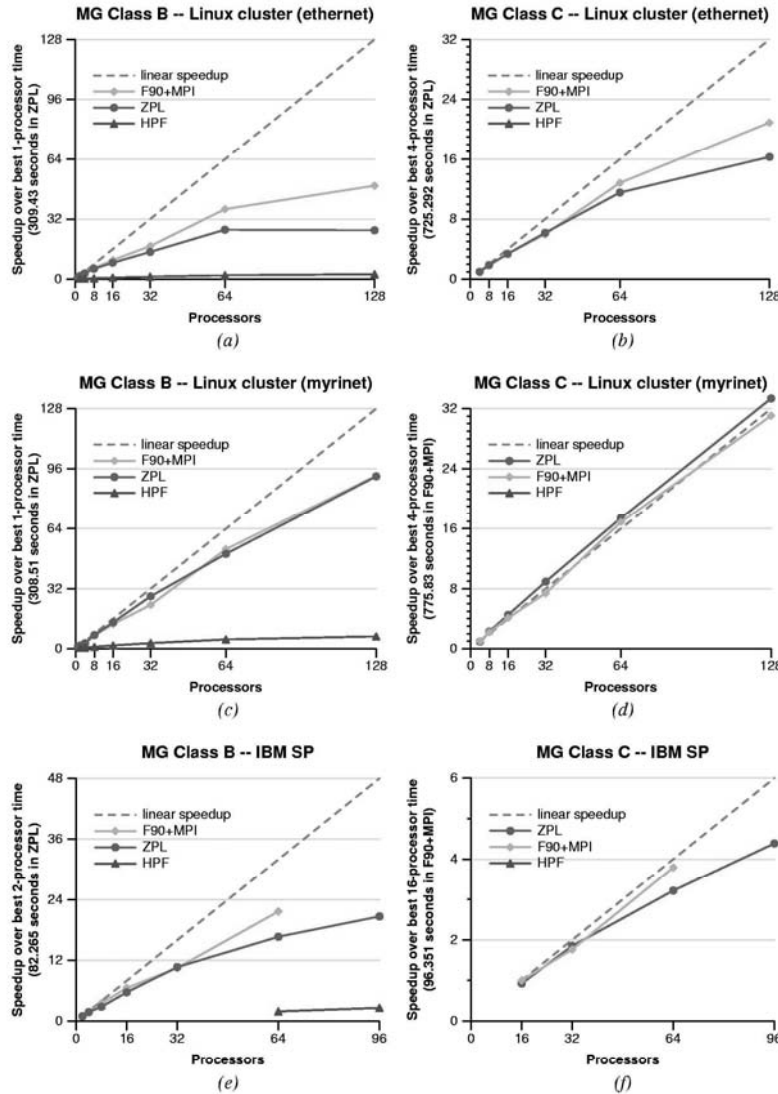 MG Class B -- Linux cluster (ethernet)
128
96
64
32
0
Speedup over best 1-processor time
(309.43 seconds in ZPL)
linear speedup
F90+MPI
ZPL
HPF
0 8 16 32 64 128
Processors
(a)
MG Class C -- Linux cluster (ethernet)
32
24
16
8
0
Speedup over best 4-processor time
(725.292 seconds in ZPL)
linear speedup
F90+MPI
ZPL
HPF
8 16 32 64 128
Processors
(b)
MG Class B -- Linux cluster (myrinet)
128
96
64
32
0
Speedup over best 1-processor time
(308.51 seconds in ZPL)
linear speedup
F90+MPI
ZPL
HPF
0 8 16 32 64 128
Processors
(c)
MG Class C -- Linux cluster (myrinet)
32
24
16
8
0
Speedup over best 4-processor time
(775.83 seconds in F90+MPI)
linear speedup
ZPL
F90+MPI
HPF
8 16 32 64 128
Processors
(d)
MG Class B -- IBM SP
48
36
24
12
0
Speedup over best 2-processor time
(82.265 seconds in ZPL)
linear speedup
F90+MPI
ZPL
HPF
16 32 64 96
Processors
(e)
MG Class C -- IBM SP
6
4
2
0
Speedup over best 16-processor time
(96.351 seconds in F90+MPI)
linear speedup
ZPL
F90+MPI
HPF
16 32 64 96
Processors
(f)